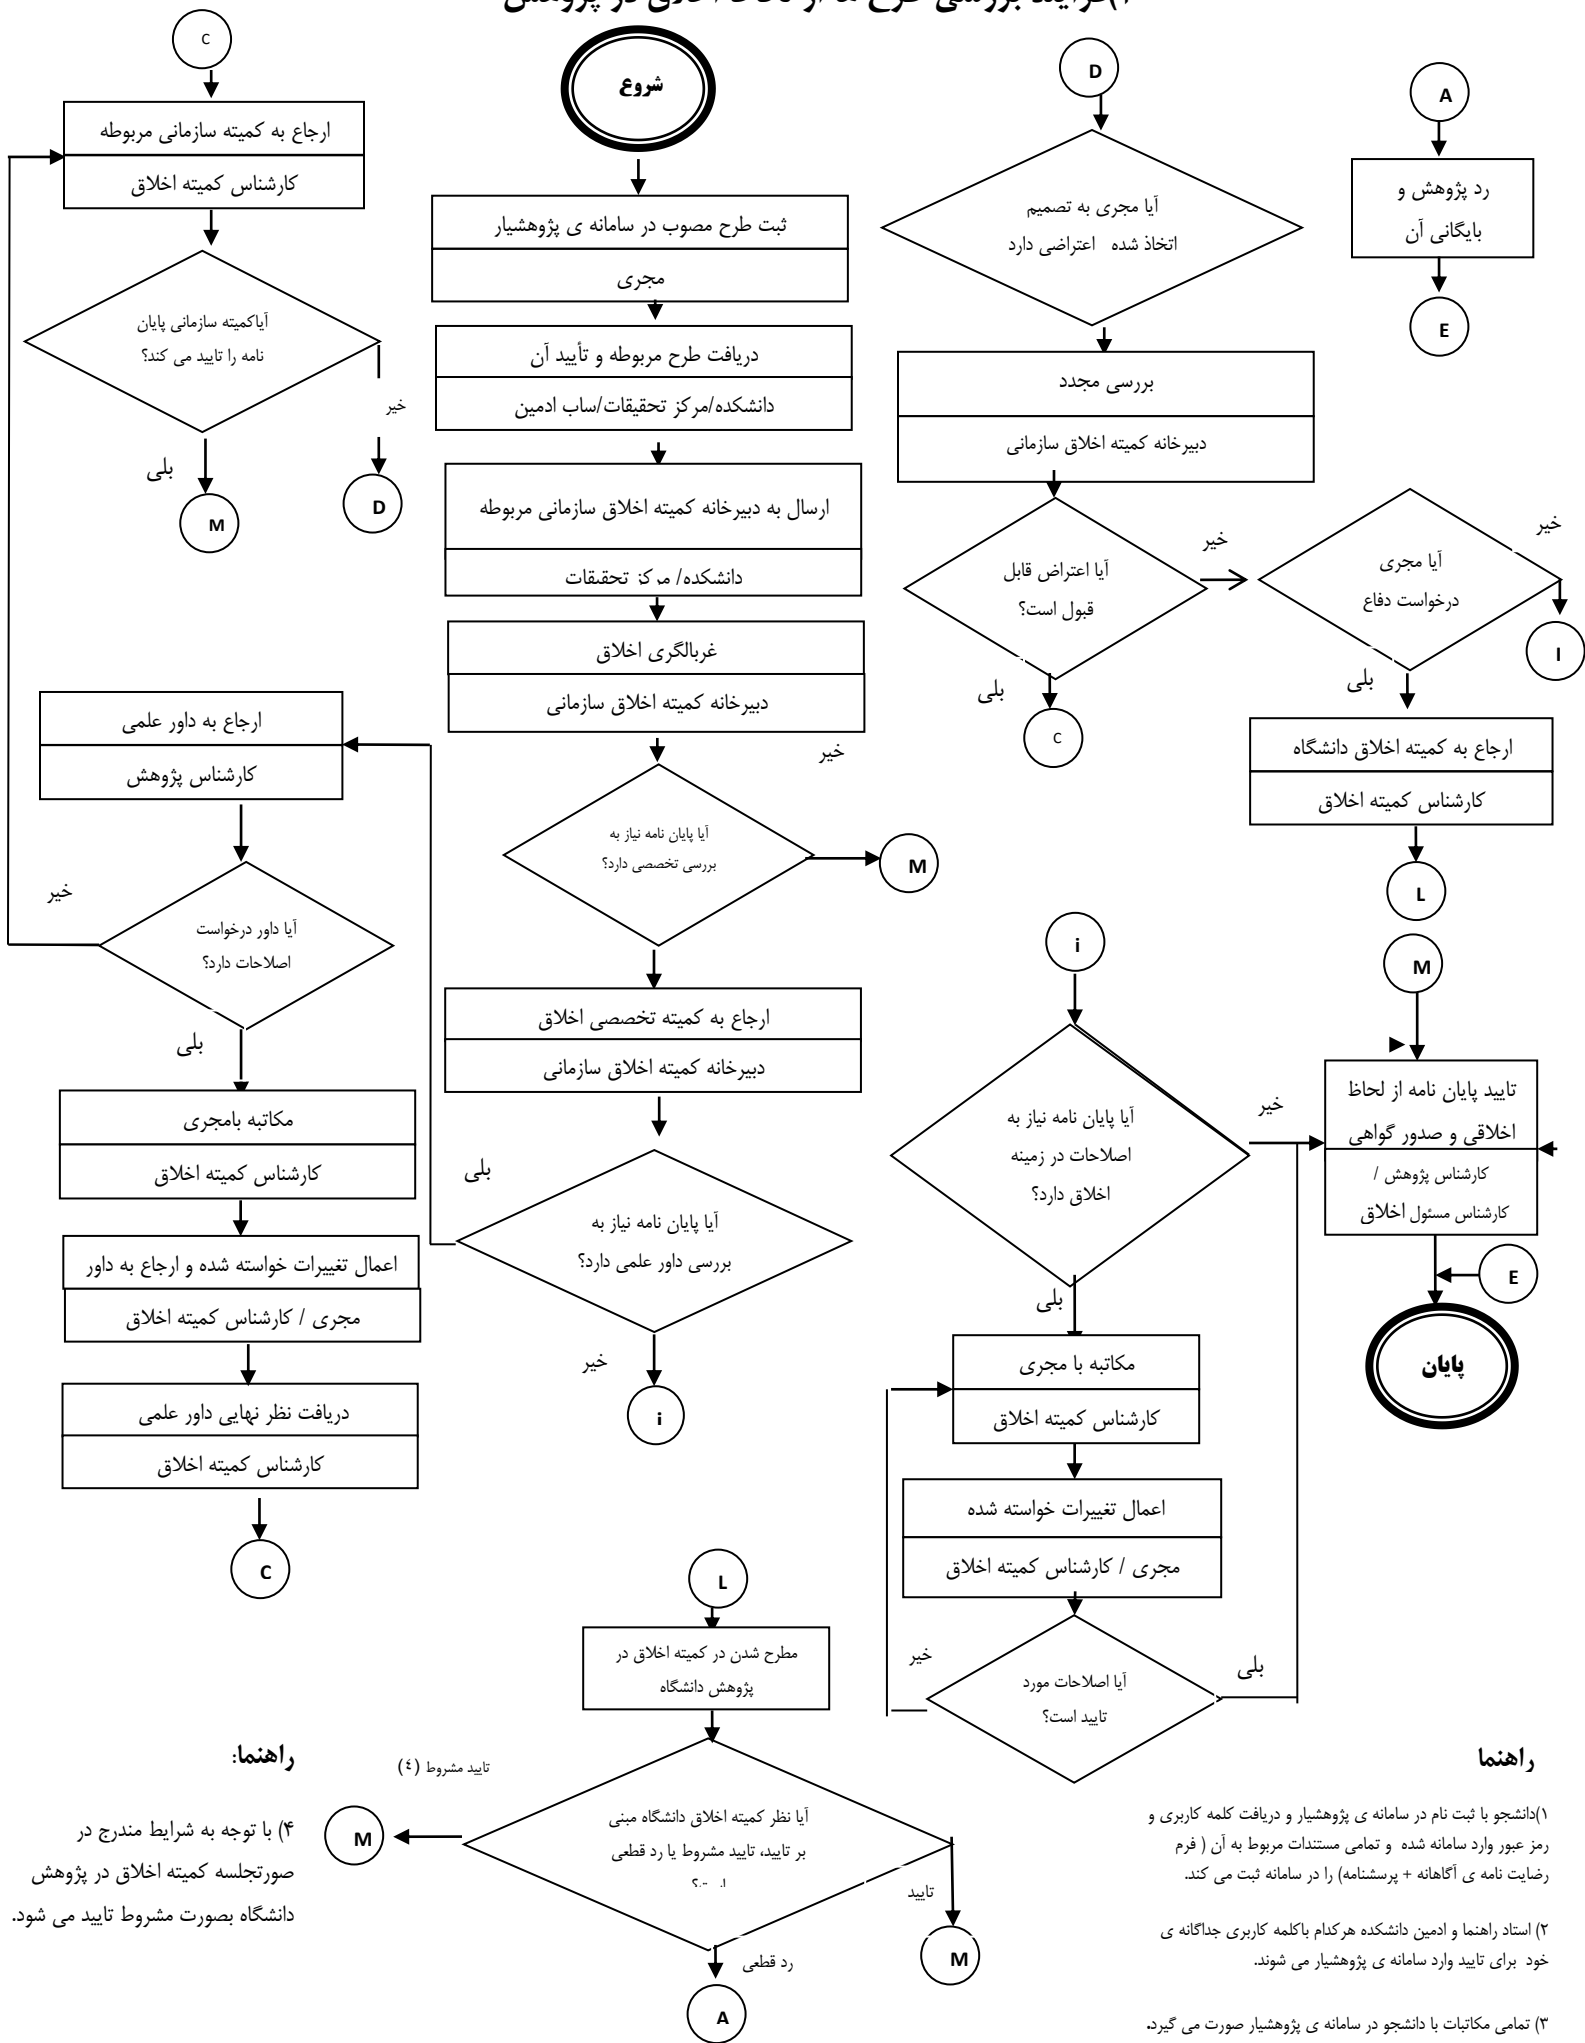 شروع
ثبت طرح مصوب در سامانه ی پژوهشیار
مجری
دریافت طرح مربوطه و تأیید آن
دانشکده/مرکز تحقیقات/ساب ادمین
ارسال به دبیرخانه کمیته اخلاق سازمانی مربوطه
دانشکده/ مرکز تحقیقات
غربالگری اخلاق
دبیرخانه کمیته اخلاق سازمانی
خیر
آیا پایان نامه نیاز به
بررسی تخصصی دارد؟
M
ارجاع به کمیته تخصصی اخلاق
دبیرخانه کمیته اخلاق سازمانی
بلی
آیا پایان نامه نیاز به
بررسی داور علمی دارد؟
خیر
i
C
ارجاع به کمیته سازمانی مربوطه
کارشناس کمیته اخلاق
آیاکمیته سازمانی پایان
نامه را تایید می کند؟
خیر
بلی
D
M
ارجاع به داور علمی
کارشناس پژوهش
خیر
آیا داور درخواست
اصلاحات دارد؟
بلی
مکاتبه بامجری
کارشناس کمیته اخلاق
اعمال تغییرات خواسته شده و ارجاع به داور
مجری / کارشناس کمیته اخلاق
دریافت نظر نهایی داور علمی
کارشناس کمیته اخلاق
C
D
آیا مجری به تصمیم
اتخاذ شده اعتراضی دارد
بررسی مجدد
دبیرخانه کمیته اخلاق سازمانی
خیر
آیا اعتراض قابل
قبول است؟
بلی
C
خیر
آیا مجری
درخواست دفاع
I
بلی
ارجاع به کمیته اخلاق دانشگاه
کارشناس کمیته اخلاق
L
A
رد پژوهش و
بایگانی آن
E
M
تایید پایان نامه از لحاظ
اخلاقی و صدور گواهی
کارشناس پژوهش /
کارشناس مسئول اخلاق
E
پایان
i
خیر
آیا پایان نامه نیاز به
اصلاحات در زمینه
اخلاق دارد؟
بلی
مکاتبه با مجری
کارشناس کمیته اخلاق
اعمال تغییرات خواسته شده
مجری / کارشناس کمیته اخلاق
خیر
بلی
آیا اصلاحات مورد
تایید است؟
L
مطرح شدن در کمیته اخلاق در
پژوهش دانشگاه
تایید مشروط (٤)
M
آیا نظر کمیته اخلاق دانشگاه مبنی
بر تایید، تایید مشروط یا رد قطعی
تایید
M
رد قطعی
A
راهنما
۱)دانشجو با ثبت نام در سامانه ی پژوهشیار و دریافت کلمه کاربری و
رمز عبور وارد سامانه شده و تمامی مستندات مربوط به آن ( فرم
رضایت نامه ی آگاهانه + پرسشنامه) را در سامانه ثبت می کند.
۲) استاد راهنما و ادمین دانشکده هرکدام باکلمه کاربری جداگانه ی
خود برای تایید وارد سامانه ی پژوهشیار می شوند.
۳) تمامی مکاتبات با دانشجو در سامانه ی پژوهشیار صورت می گیرد.
راهنما:
۴) با توجه به شرایط مندرج در
صورتجلسه کمیته اخلاق در پژوهش
دانشگاه بصورت مشروط تایید می شود.